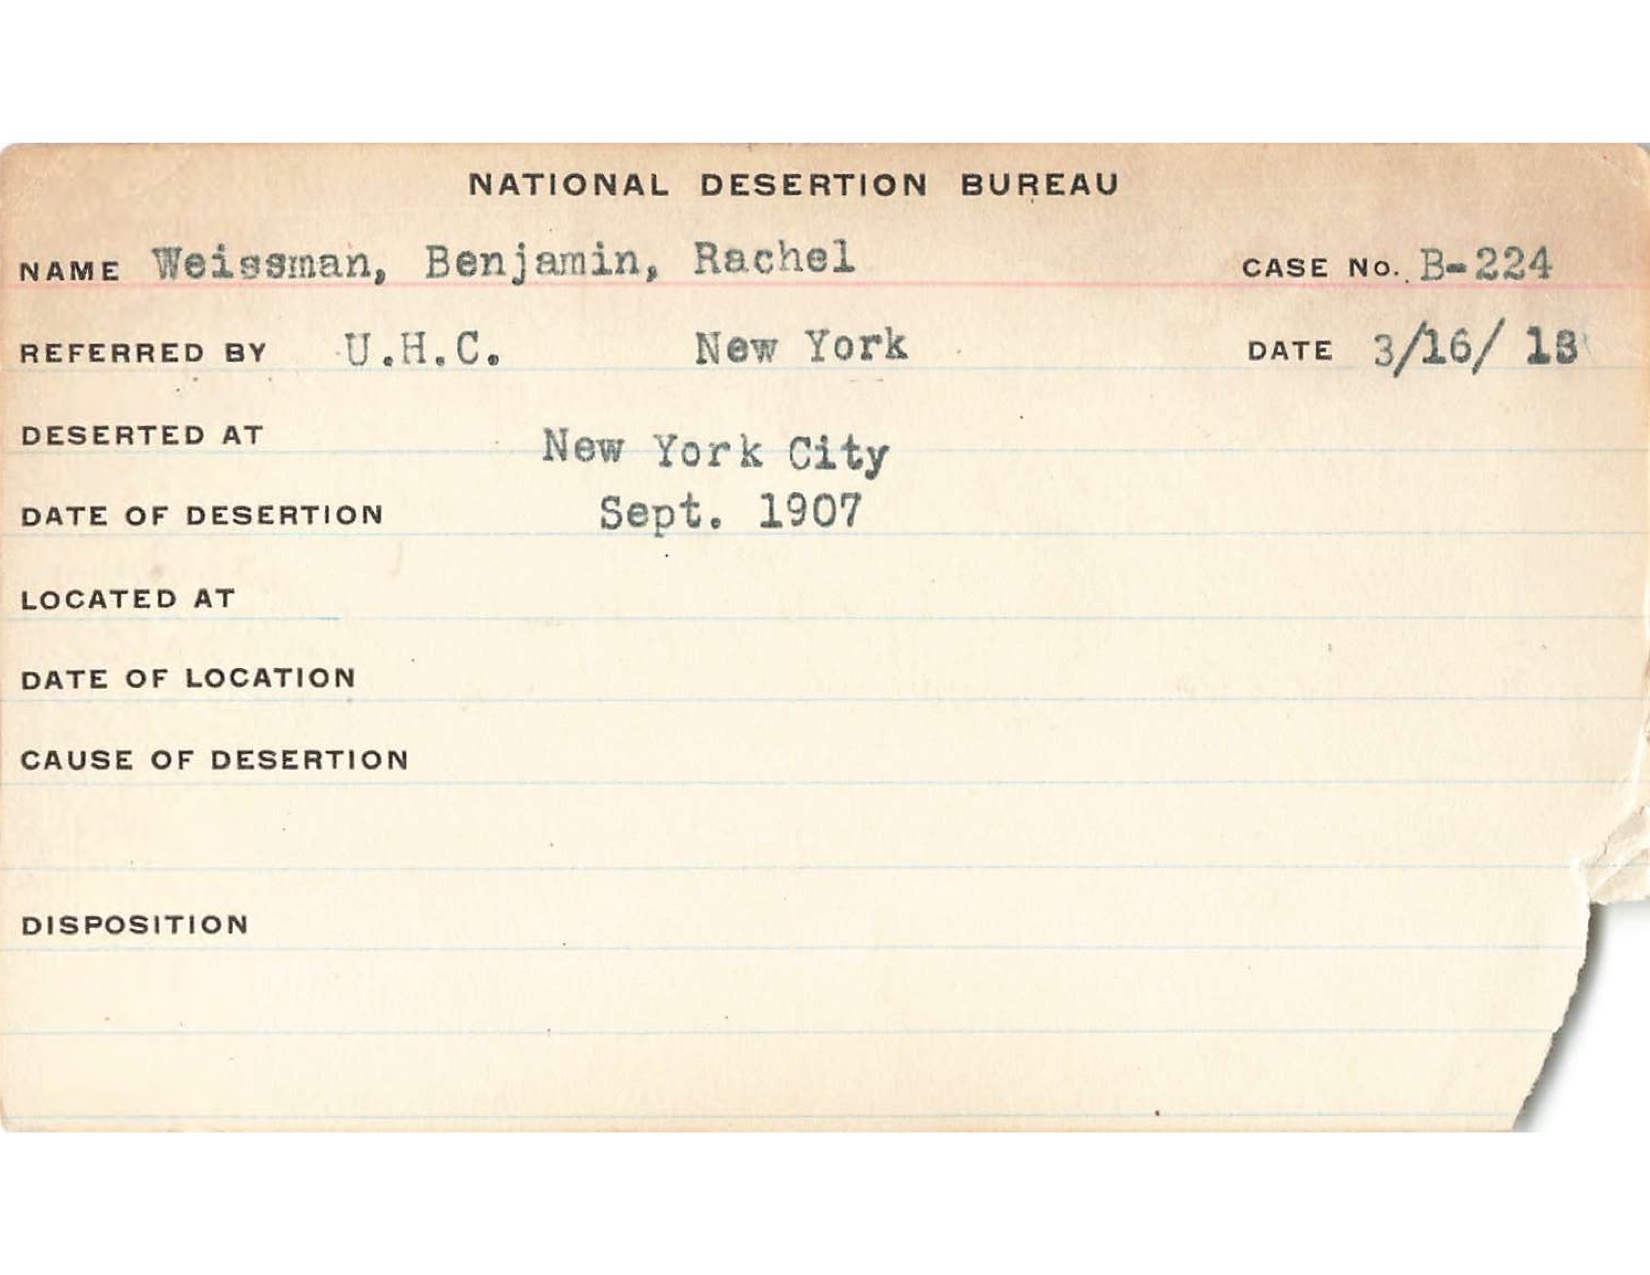 NATIONAL DESERTION BUREAU
NAME Weissman, Benjamin, Rachel CASE No. B-224
REFERRED BY U.H.C. New York DATE 3/16/ 18
DESERTED AT New York City
DATE OF DESERTION Sept. 1907
LOCATED AT
DATE OF LOCATION
CAUSE OF DESERTION
DISPOSITION